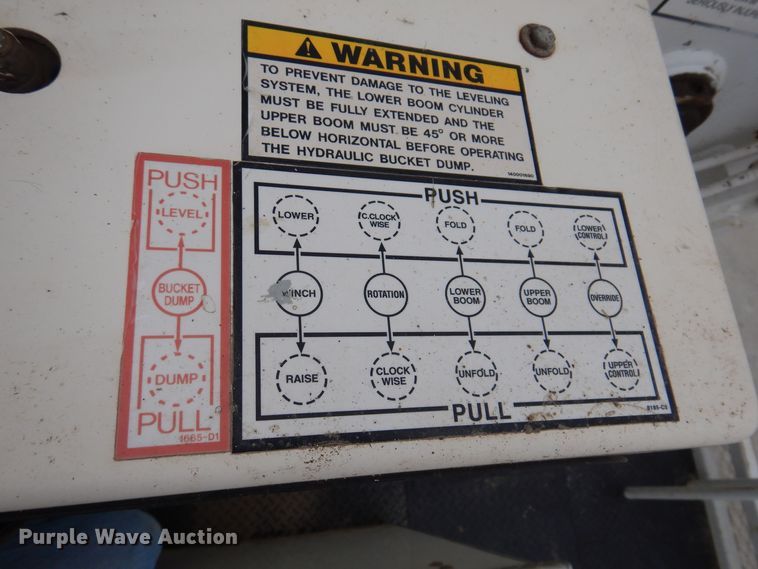 WARNING
TO PREVENT DAMAGE TO THE LEVELING
SYSTEM, THE LOWER BOOM CYLINDER
MUST BE FULLY EXTENDED AND THE
UPPER BOOM MUST BE 45° OR MORE
BELOW HORIZONTAL BEFORE OPERATING
THE HYDRAULIC BUCKET DUMP.
PUSH
LEVEL
BUCKET
DUMP
DUMP
PULL
1665-D1
PUSH
LOWER
C.CLOCK
WISE
FOLD
FOLD
LOWER
CONTROL
WINCH
ROTATION
LOWER
BOOM
UPPER
BOOM
OVERRIDE
RAISE
CLOCK
WISE
UNFOLD
UNFOLD
UPPER
CONTROL
PULL
Purple Wave Auction